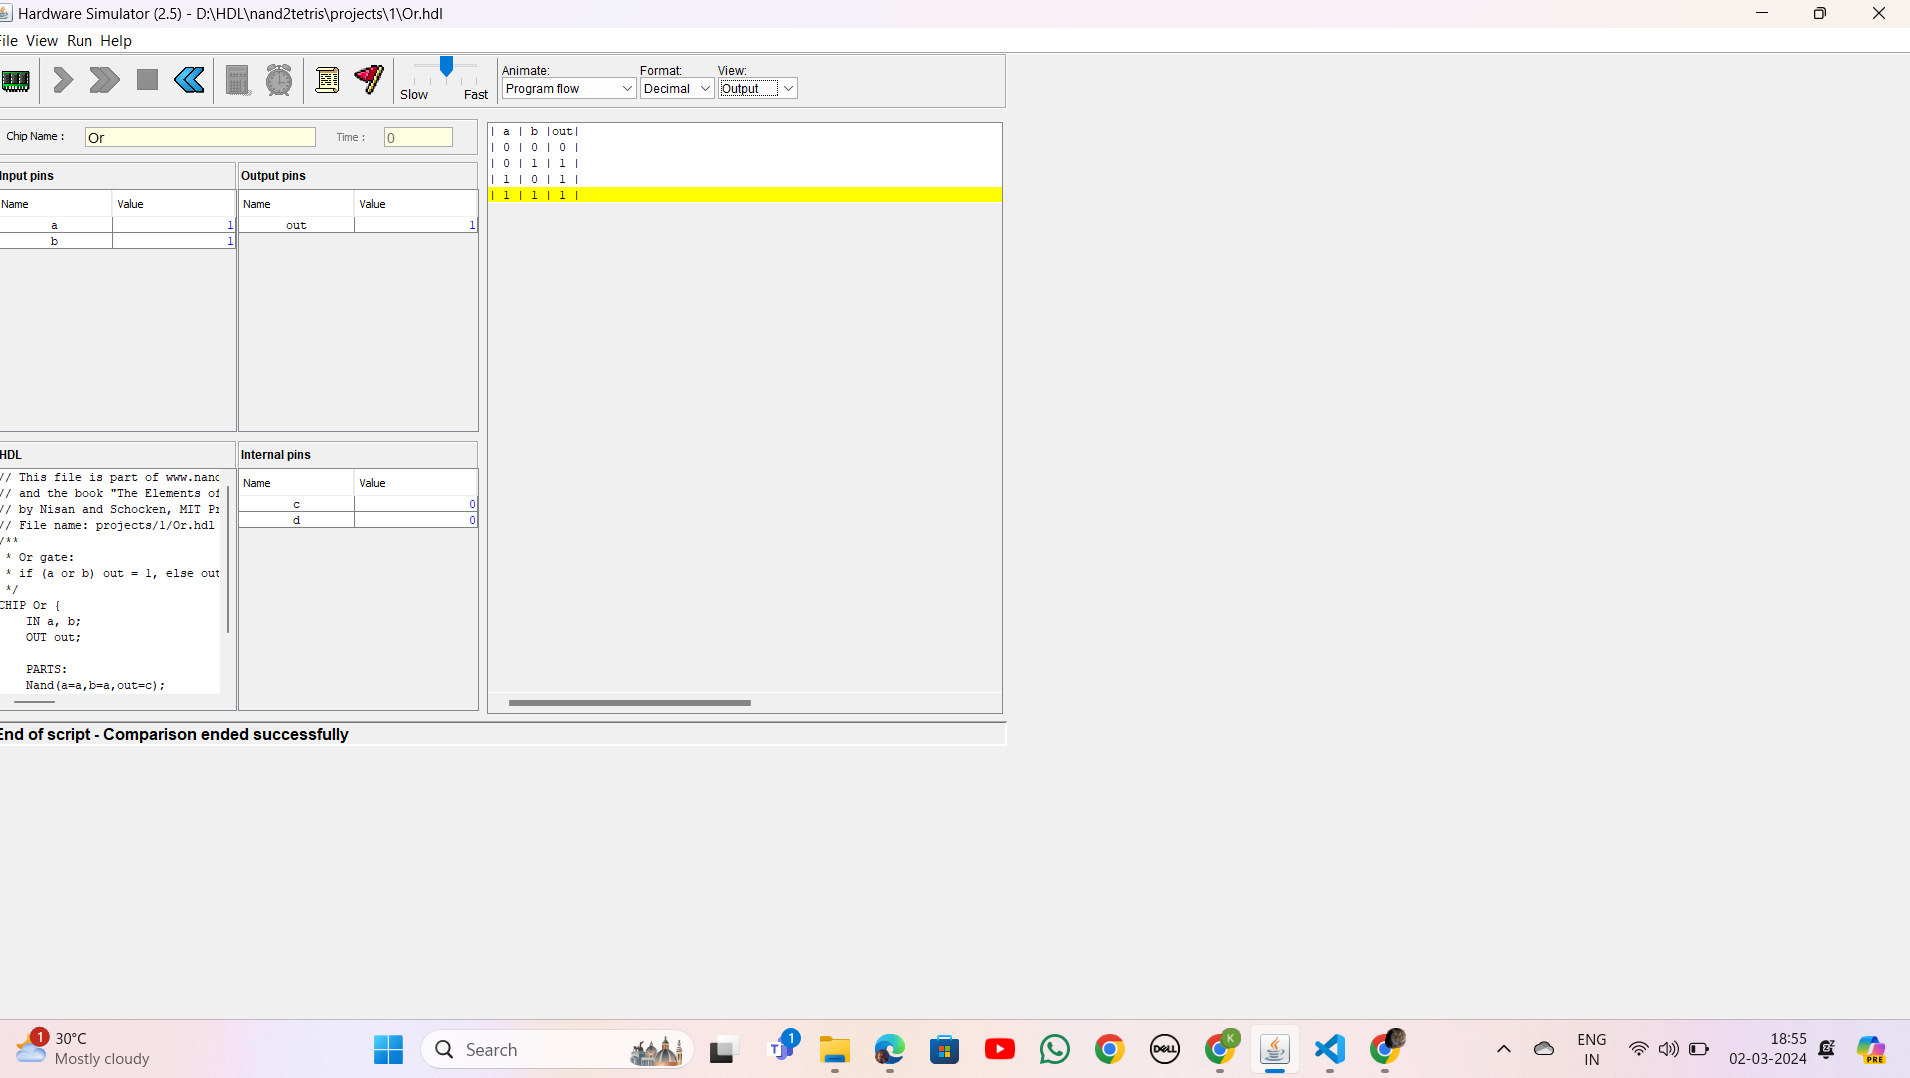 Hardware Simulator (2.5) - D:\HDL\nand2tetris\projects\1\Or.hdl
File View Run Help
Slow Fast
Animate: Format: View:
Program flow Decimal Output
Chip Name : Or Time : 0
Input pins
Name Value
a 1
b 1
Output pins
Name Value
out 1
HDL
// This file is part of www.nand
// and the book "The Elements of
// by Nisan and Schocken, MIT Pr
// File name: projects/1/Or.hdl
/**
* Or gate:
* if (a or b) out = 1, else out
*/
CHIP Or {
IN a, b;
OUT out;
PARTS:
Nand(a=a,b=a,out=c);
Internal pins
Name Value
c 0
d 0
| a | b |out|
| 0 | 0 | 0 |
| 0 | 1 | 1 |
| 1 | 0 | 1 |
| 1 | 1 | 1 |
End of script - Comparison ended successfully
1
30°C
Mostly cloudy
Search
1
DELL
K
ENG
IN
18:55
02-03-2024
PRE